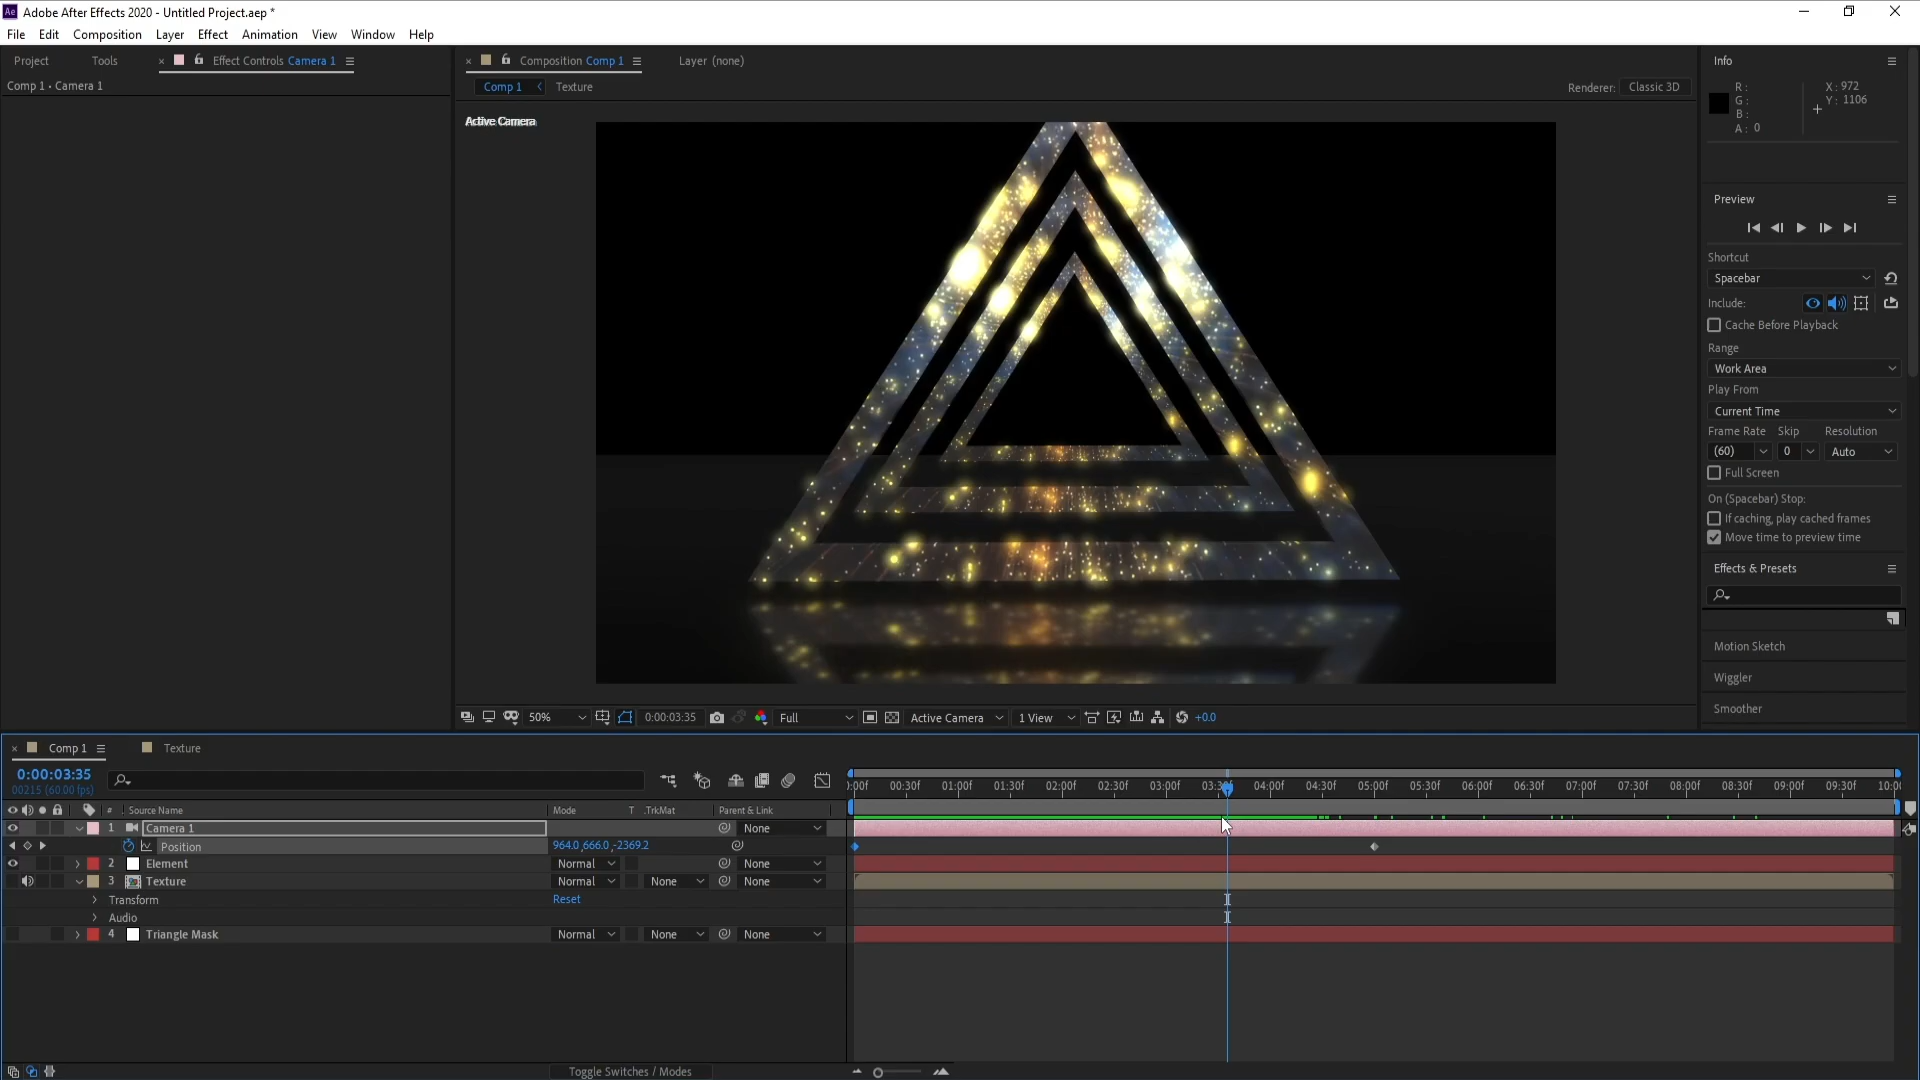 Ae Adobe After Effects 2020 - Untitled Project.aep *
File Edit Composition Layer Effect Animation View Window Help
Project Tools × Effect Controls Camera 1
Comp 1 • Camera 1
× Composition Comp 1 Layer (none)
Comp 1 < Texture
Renderer: Classic 3D
Active Camera
Info
R :
G :
B :
A : 0
X : 972
Y : 1106
Preview
Shortcut
Spacebar
Include:
Cache Before Playback
Range
Work Area
Play From
Current Time
Frame Rate Skip Resolution
(60) 0 Auto
Full Screen
On (Spacebar) Stop:
If caching, play cached frames
Move time to preview time
Effects & Presets
Motion Sketch
Wiggler
Smoother
50% 0:00:03:35 Full Active Camera 1 View +0.0
× Comp 1 Texture
0:00:03:35
00215 (60.00 fps)
00:30f 01:00f 01:30f 02:00f 02:30f 03:00f 04:00f 04:30f 05:00f 05:30f 06:00f 06:30f 07:00f 07:30f 08:00f 08:30f 09:00f 09:30f
# Source Name Mode T .TrkMat Parent & Link
1 Camera 1 None
Position 964.0,666.0,-2369.2
2 Element Normal None
3 Texture Normal None None
Transform Reset
Audio
4 Triangle Mask Normal None None
Toggle Switches / Modes